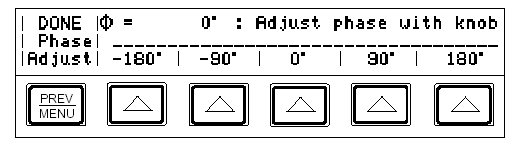 | DONE |Φ =        0° : Adjust phase with knob
| Phase|
|Adjust| -180° | -90° | 0° | 90° | 180°
PREV
MENU